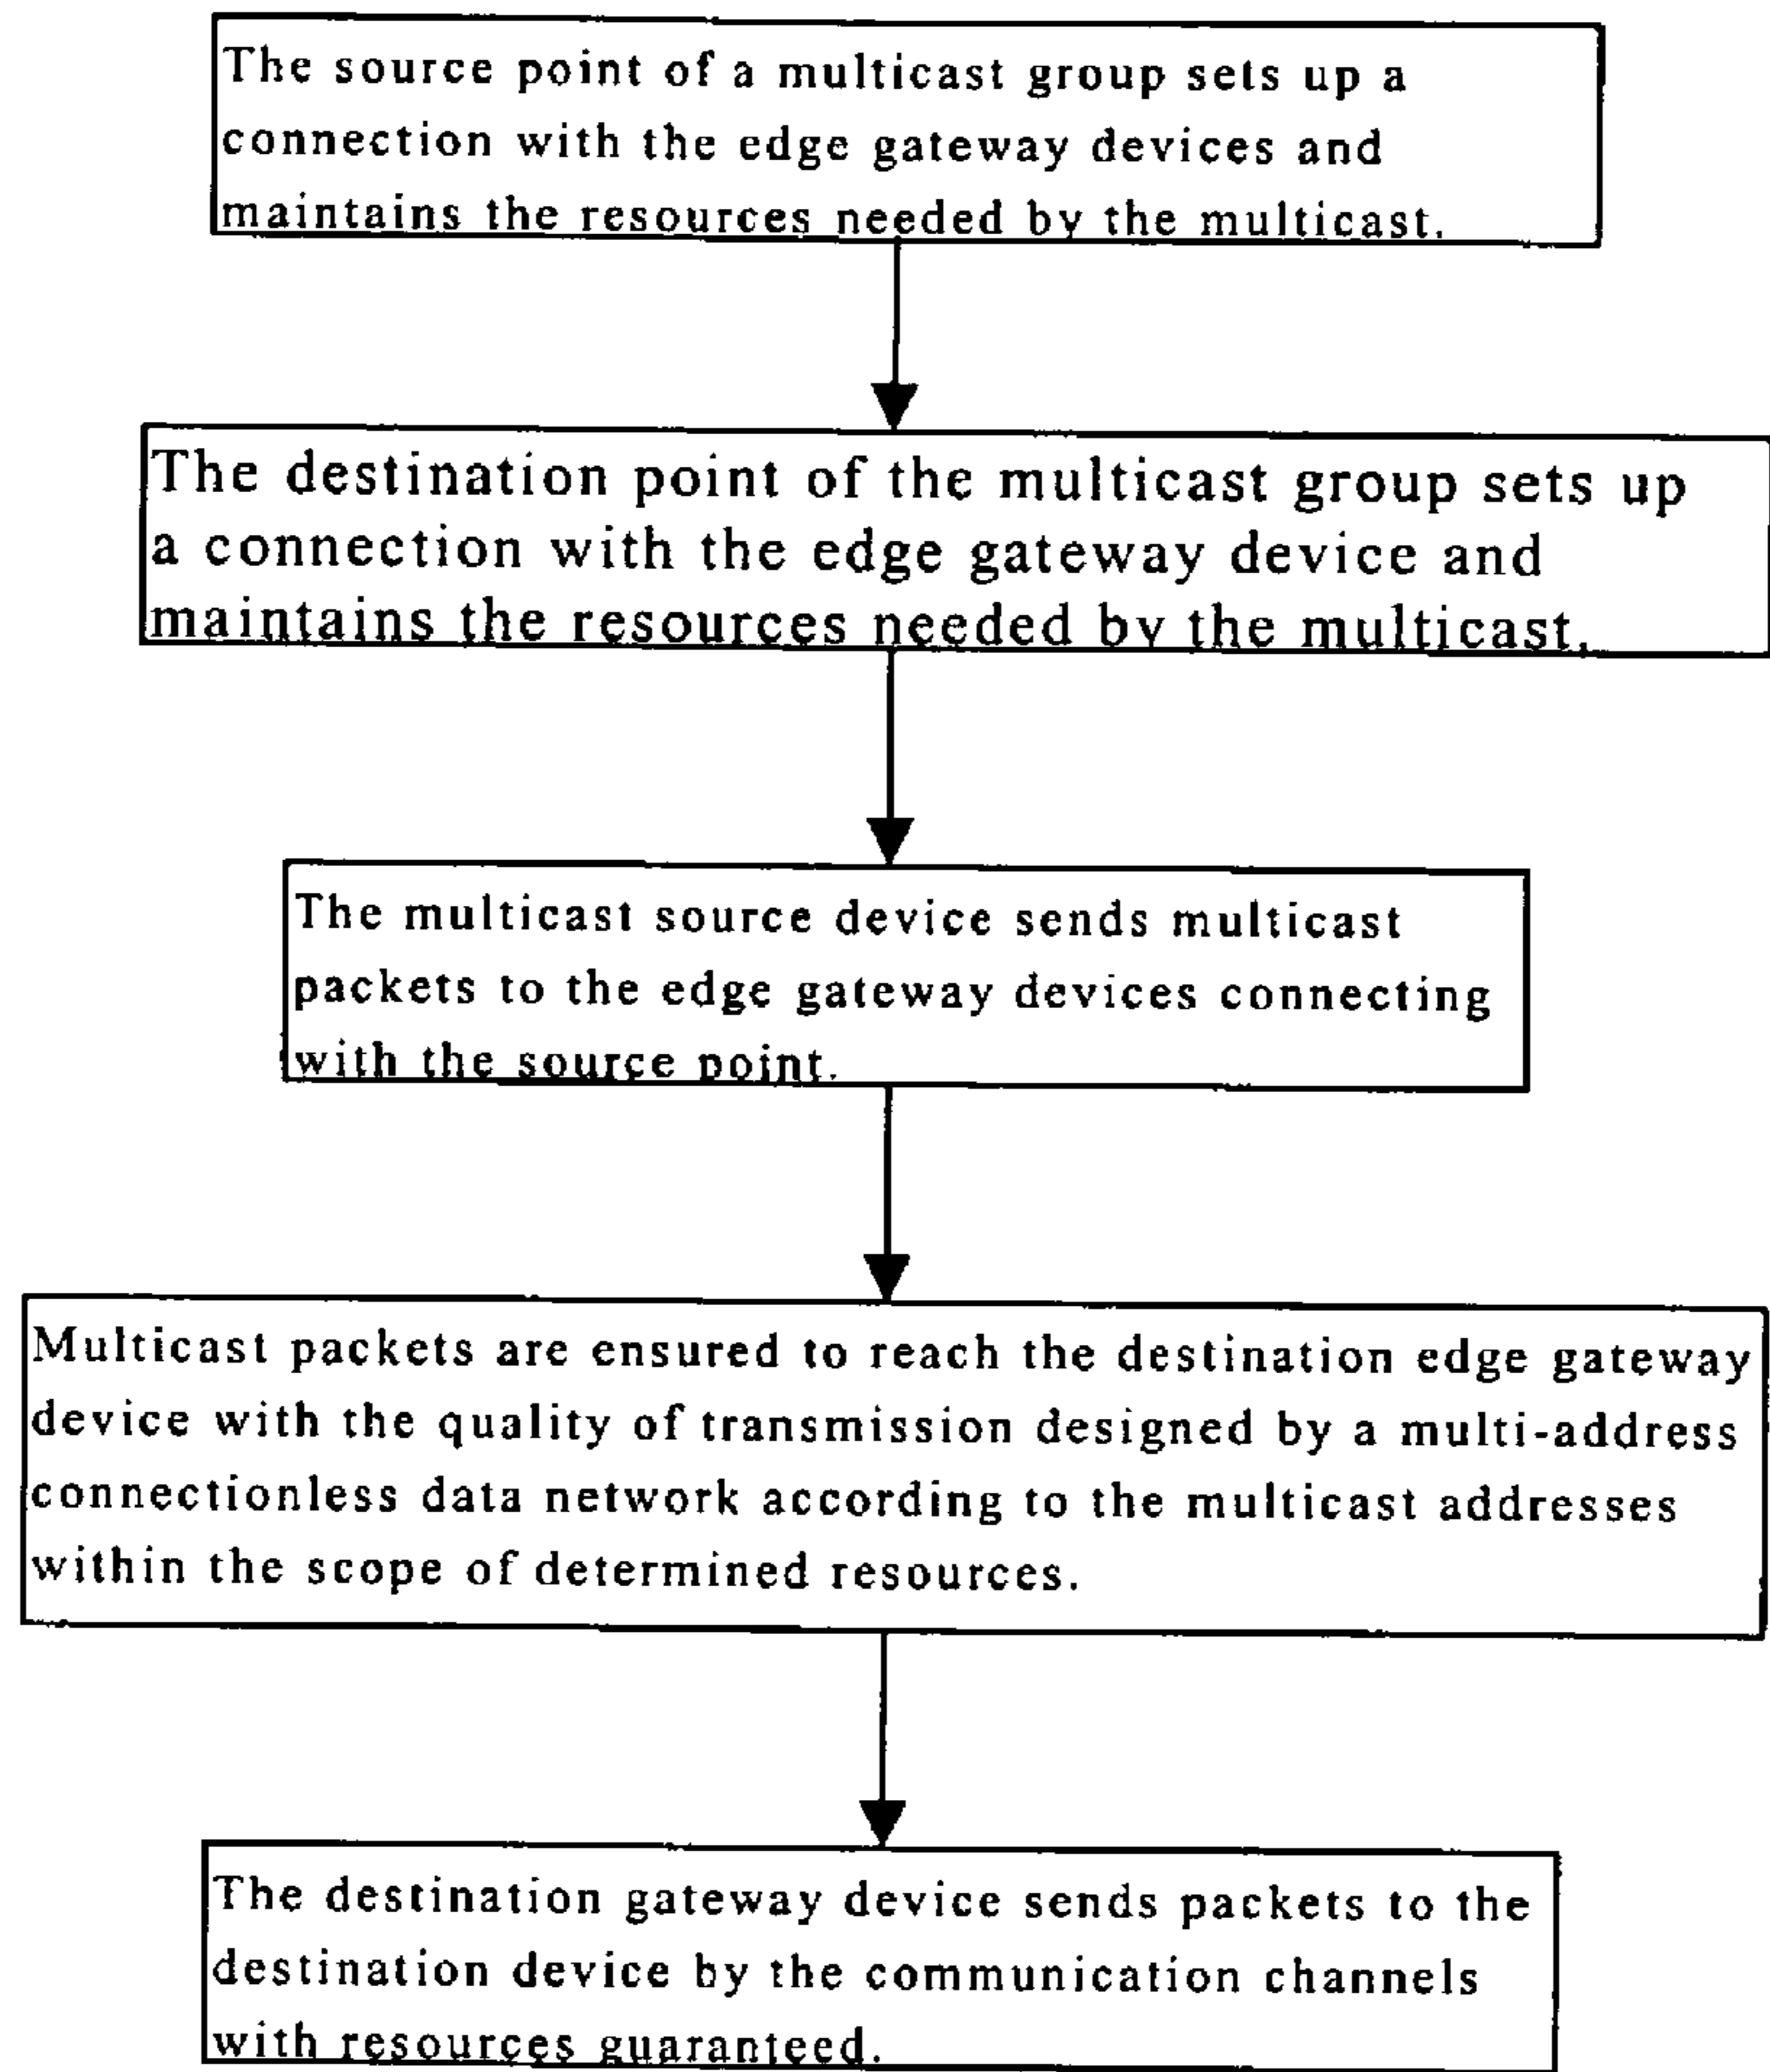 The source point of a multicast group sets up a
connection with the edge gateway devices and
maintains the resources needed by the multicast.
The destination point of the multicast group sets up
a connection with the edge gateway device and
maintains the resources needed by the multicast.
The multicast source device sends multicast
packets to the edge gateway devices connecting
with the source point.
Multicast packets are ensured to reach the destination edge gateway
device with the quality of transmission designed by a multi-address
connectionless data network according to the multicast addresses
within the scope of determined resources.
The destination gateway device sends packets to the
destination device by the communication channels
with resources guaranteed.